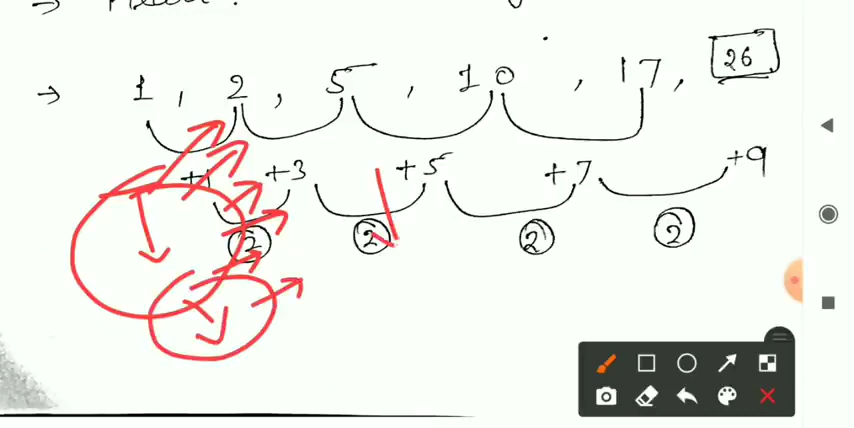 → 
→ 1, 2, 5, 10, 17, 26
+1 +3 +5 +7 +9
2 2 2 2